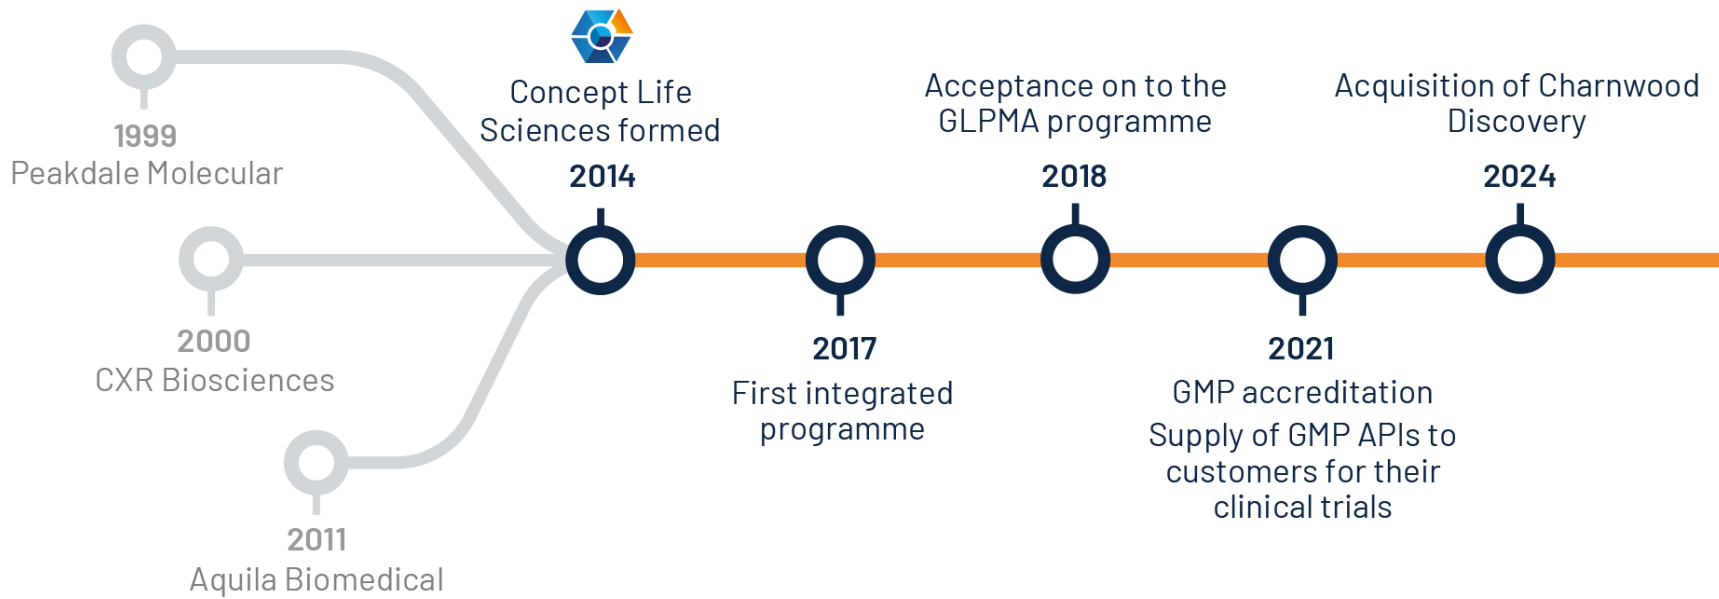 1999
Peakdale Molecular
2000
CXR Biosciences
2011
Aquila Biomedical
Concept Life
Sciences formed
2014
2017
First integrated
programme
Acceptance on to the
GLPMA programme
2018
2021
GMP accreditation
Supply of GMP APIs to
customers for their
clinical trials
Acquisition of Charnwood
Discovery
2024